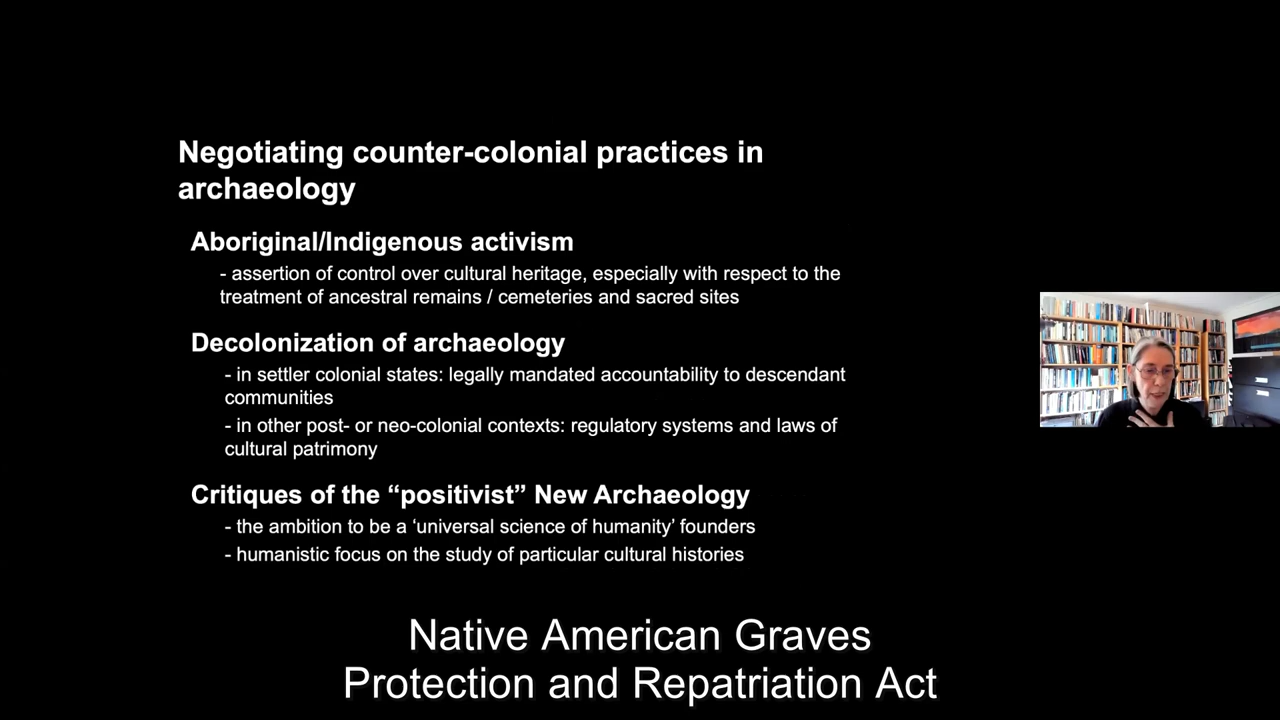 Negotiating counter-colonial practices in
archaeology
Aboriginal/Indigenous activism
- assertion of control over cultural heritage, especially with respect to the
treatment of ancestral remains / cemeteries and sacred sites
Decolonization of archaeology
- in settler colonial states: legally mandated accountability to descendant
communities
- in other post- or neo-colonial contexts: regulatory systems and laws of
cultural patrimony
Critiques of the “positivist” New Archaeology
- the ambition to be a ‘universal science of humanity’ founders
- humanistic focus on the study of particular cultural histories
Native American Graves
Protection and Repatriation Act